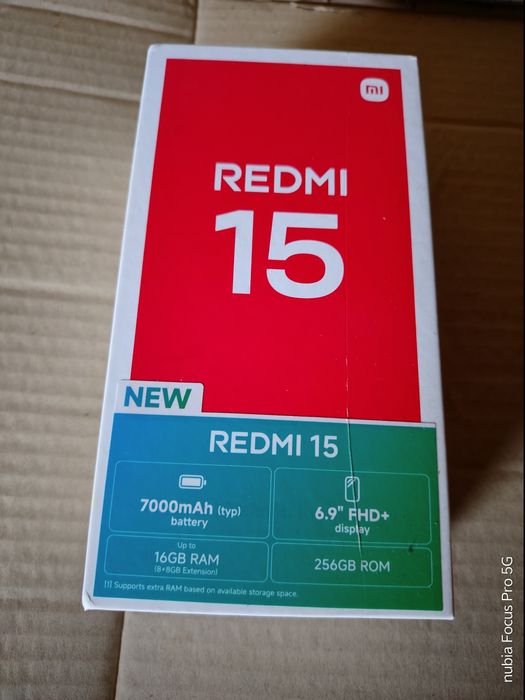 mi
REDMI
15
NEW
REDMI 15
7000mAh (typ)
battery
6.9" FHD+
display
Up to
16GB RAM
(8+8GB Extension)
256GB ROM
[1] Supports extra RAM based on available storage space.
nubia Focus Pro 5G